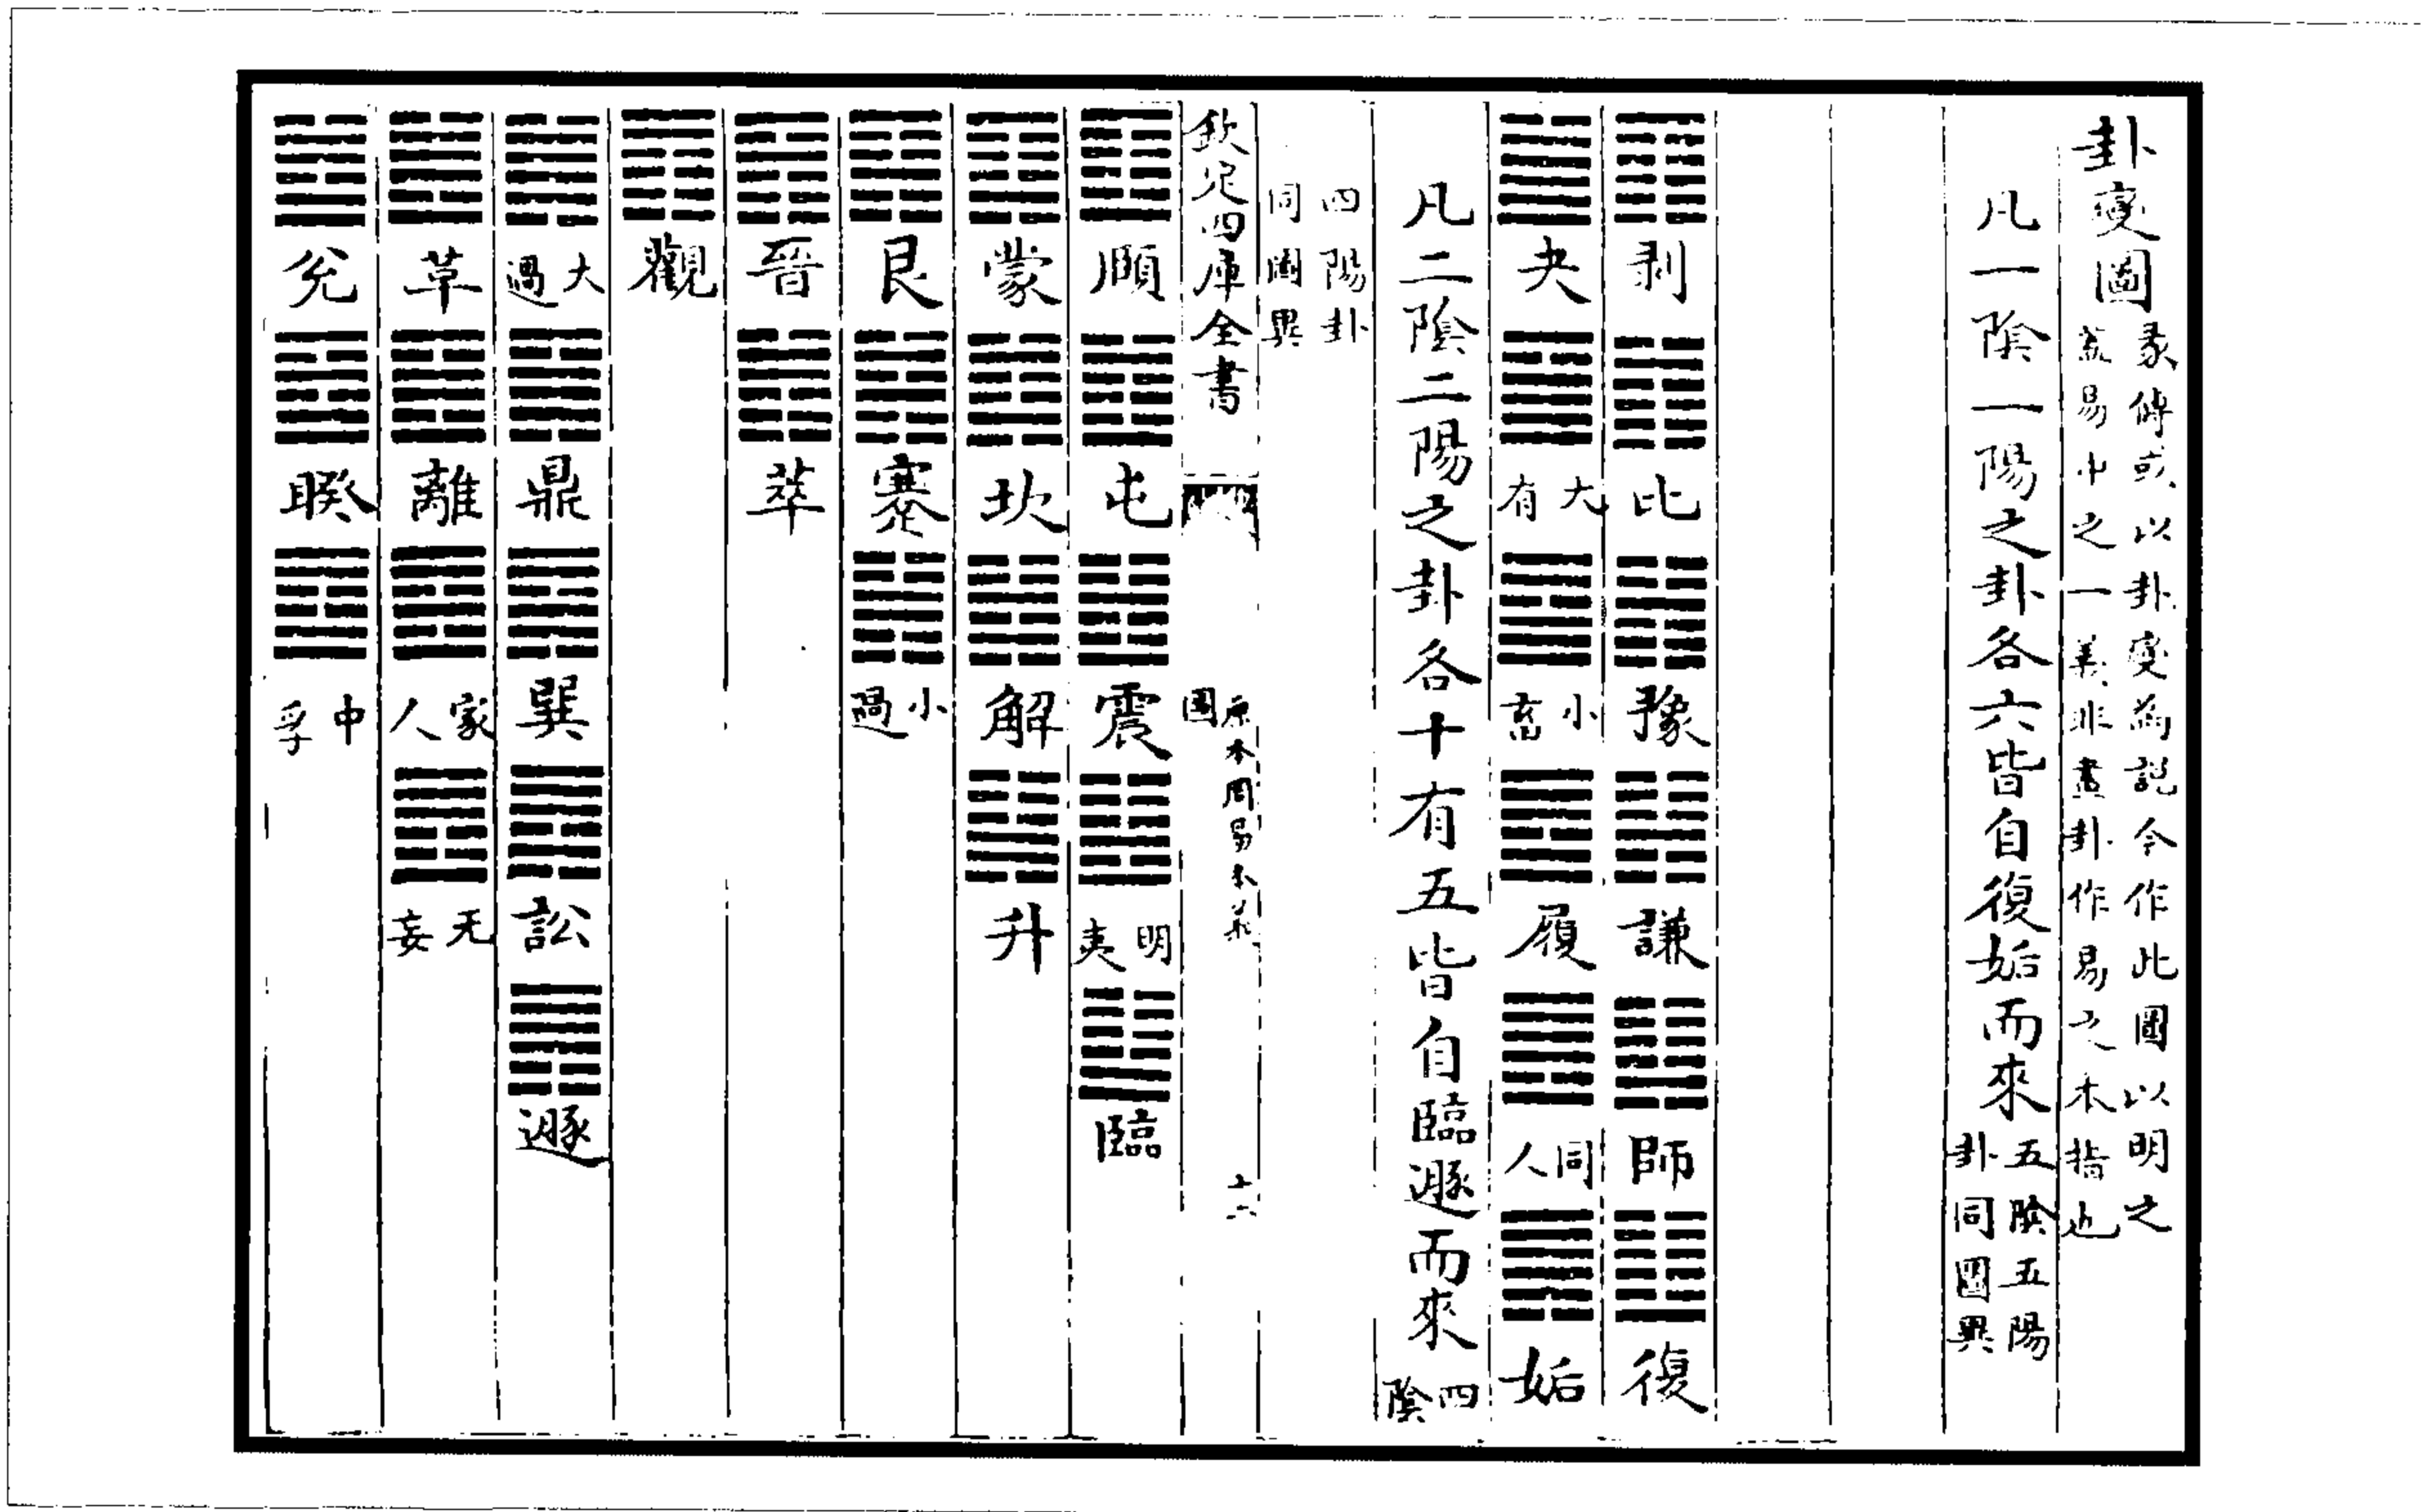 卦變圖
彖傳或以卦變為説今作此圖以明之
葢易中之一義非畫卦作易之本指也
凡一陰一陽之卦各六皆自復姤而來
五陰五陽
卦同圖異
剥 比 豫 謙 師 復
夬 大有 小畜 履 同人 姤
凡二陰二陽之卦各十有五皆自臨遯而來
四陰
四陽卦
同圖異
欽定四庫全書
原本周易本義
圖
十六
頤 屯 震 明夷 臨
蒙 坎 解 升
艮 蹇 小過
晉 萃
觀
大過 鼎 巽 訟 遯
革 離 家人 无妄
兊 睽 中孚